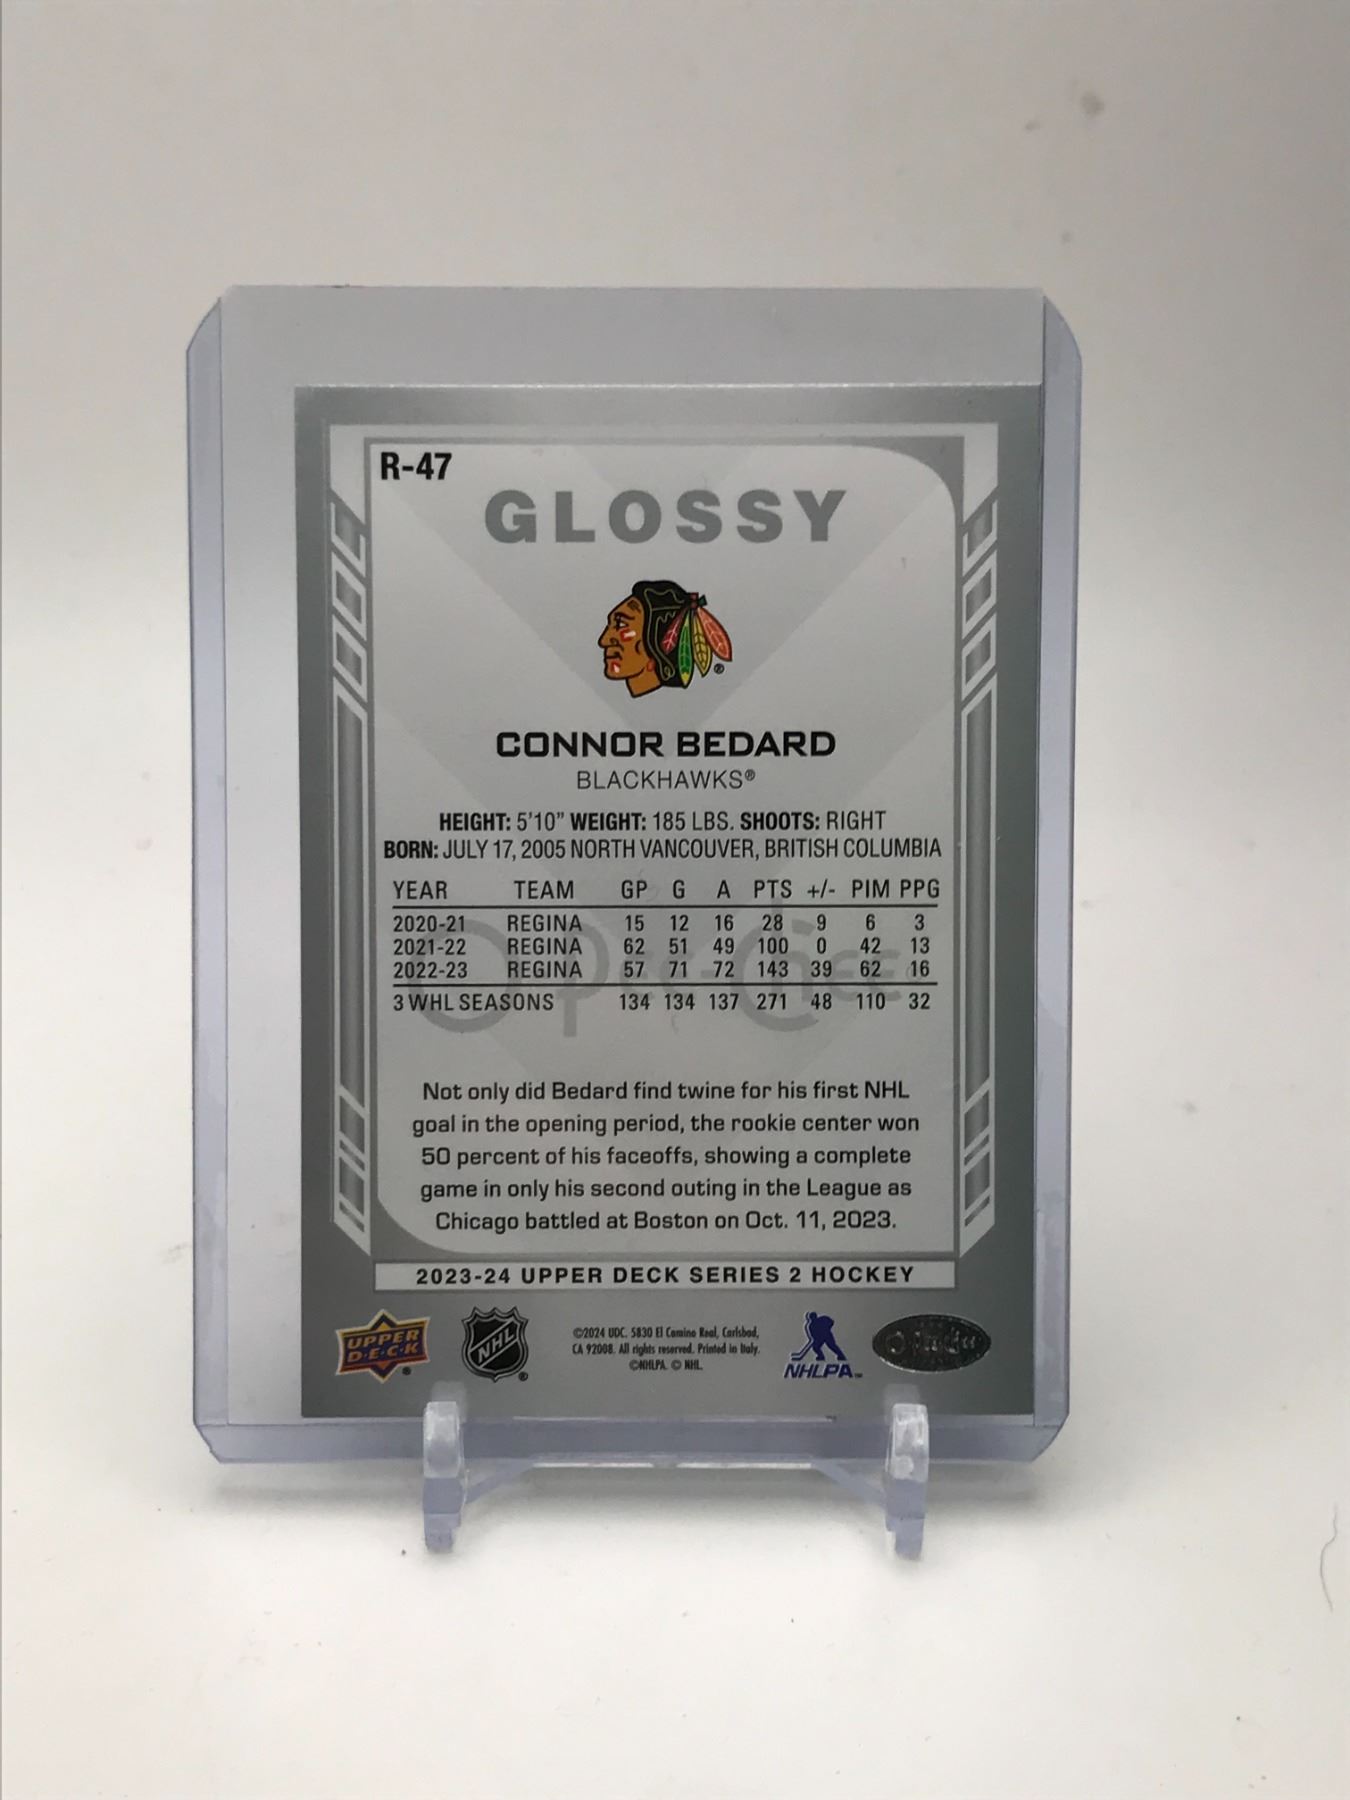 R-47
GLOSSY
CONNOR BEDARD
BLACKHAWKS®
HEIGHT: 5'10" WEIGHT: 185 LBS. SHOOTS: RIGHT
BORN: JULY 17, 2005 NORTH VANCOUVER, BRITISH COLUMBIA
YEAR TEAM GP G A PTS +/- PIM PPG
2020-21 REGINA 15 12 16 28 9 6 3
2021-22 REGINA 62 51 49 100 0 42 13
2022-23 REGINA 57 71 72 143 39 62 16
3 WHL SEASONS 134 134 137 271 48 110 32
O-Pee-Chee
Not only did Bedard find twine for his first NHL
goal in the opening period, the rookie center won
50 percent of his faceoffs, showing a complete
game in only his second outing in the League as
Chicago battled at Boston on Oct. 11, 2023.
2023-24 UPPER DECK SERIES 2 HOCKEY
UPPER
DECK
®
NHL
®
©2024 UDC. 5830 El Camino Real, Carlsbad,
CA 92008. All rights reserved. Printed in Italy.
©NHLPA. © NHL.
NHLPA™
O-Pee-Chee